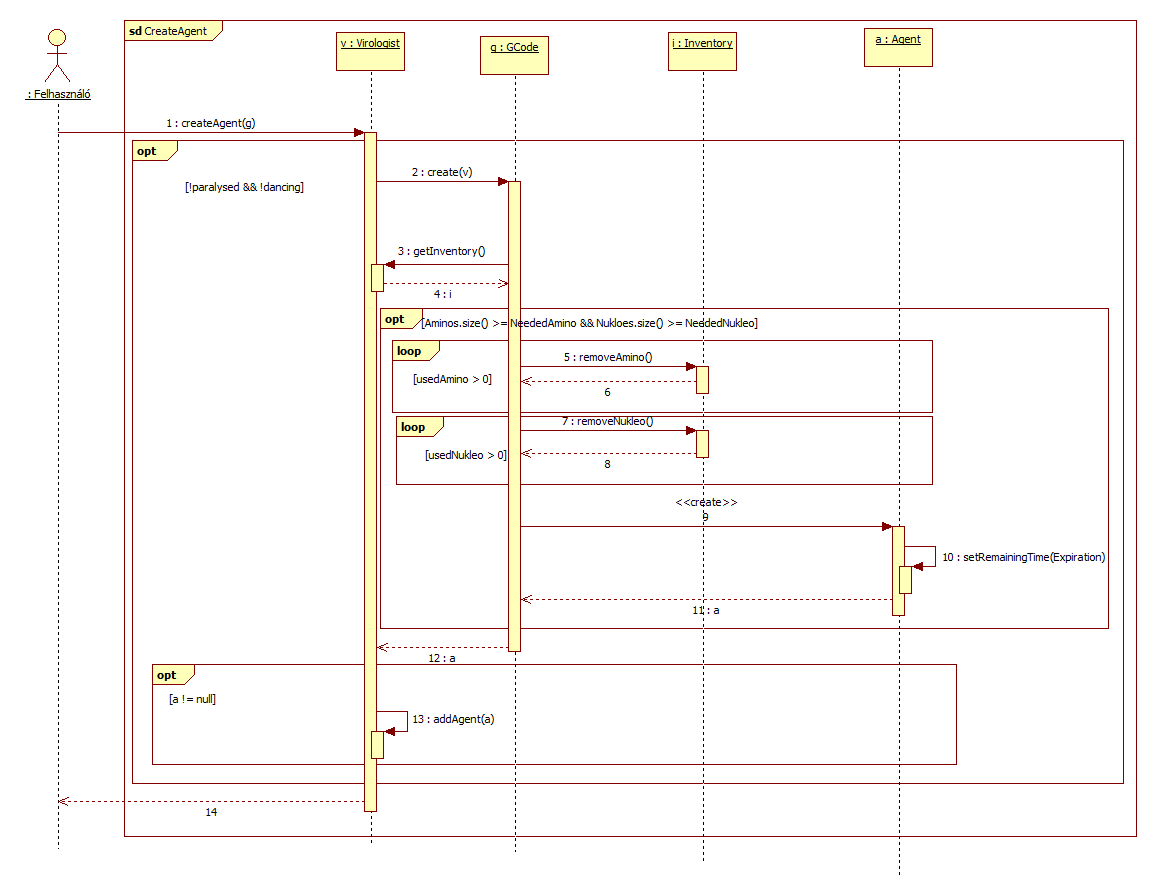 sd CreateAgent
v : Virologist
g : GCode
i : Inventory
a : Agent
: Felhasználó
1 : createAgent(g)
opt
2 : create(v)
[!paralysed && !dancing]
3 : getInventory()
4 : i
opt
[Aminos.size() >= NeededAmino && Nukloes.size() >= NeededNukleo]
loop
5 : removeAmino()
[usedAmino > 0]
6
loop
7 : removeNukleo()
[usedNukleo > 0]
8
<<create>>
9
10 : setRemainingTime(Expiration)
11 : a
12 : a
opt
[a != null]
13 : addAgent(a)
14